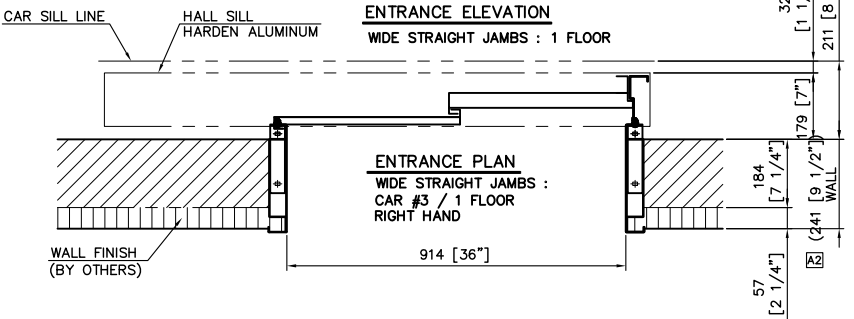 ENTRANCE ELEVATION
WIDE STRAIGHT JAMBS : 1 FLOOR
CAR SILL LINE
HALL SILL
HARDEN ALUMINUM
211 [8
179 [7"]
ENTRANCE PLAN
WIDE STRAIGHT JAMBS :
CAR #3 / 1 FLOOR
RIGHT HAND
184
[7 1/4"]
(241 [9 1/2"])
WALL
WALL FINISH
(BY OTHERS)
914 [36"]
A2
57
[2 1/4"]